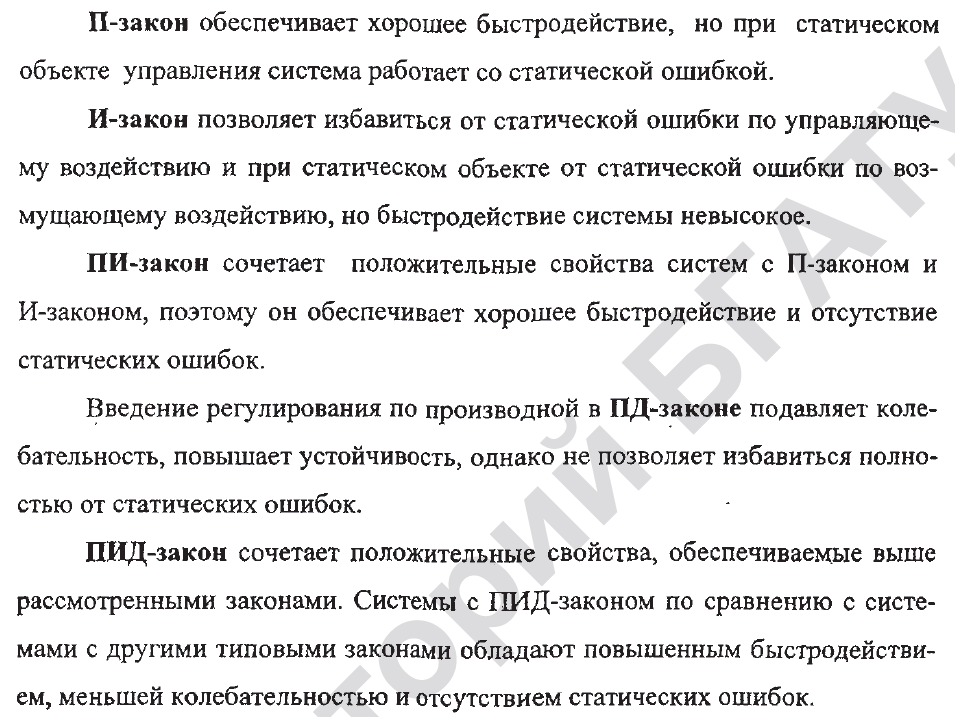 П-закон обеспечивает хорошее быстродействие, но при статическом
объекте управления система работает со статической ошибкой.
И-закон позволяет избавиться от статической ошибки по управляюще-
му воздействию и при статическом объекте от статической ошибки по воз-
мущающему воздействию, но быстродействие системы невысокое.
ПИ-закон сочетает положительные свойства систем с П-законом и
И-законом, поэтому он обеспечивает хорошее быстродействие и отсутствие
статических ошибок.
Введение регулирования по производной в ПД-законе подавляет коле-
бательность, повышает устойчивость, однако не позволяет избавиться полно-
стью от статических ошибок.
ПИД-закон сочетает положительные свойства, обеспечиваемые выше
рассмотренными законами. Системы с ПИД-законом по сравнению с систе-
мами с другими типовыми законами обладают повышенным быстродействи-
ем, меньшей колебательностью и отсутствием статических ошибок.
БГАТУ